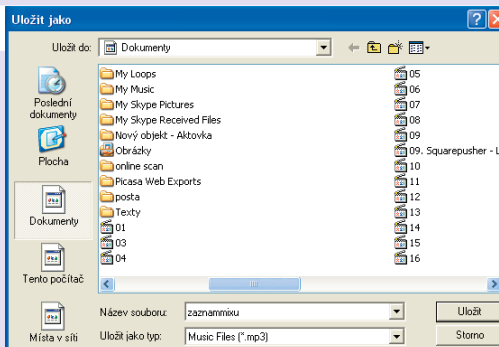 Uložit jako
Uložit do: Dokumenty
Poslední dokumenty
Plocha
Dokumenty
Tento počítač
Místa v síti
My Loops
My Music
My Skype Pictures
My Skype Received Files
Nový objekt - Aktovka
Obrázky
online scan
Picasa Web Exports
posta
Texty
01
03
04
05
06
07
08
09
09. Squarepusher - L
10
11
12
13
14
15
16
Název souboru: zaznammixu Uložit
Uložit jako typ: Music Files (*.mp3) Storno